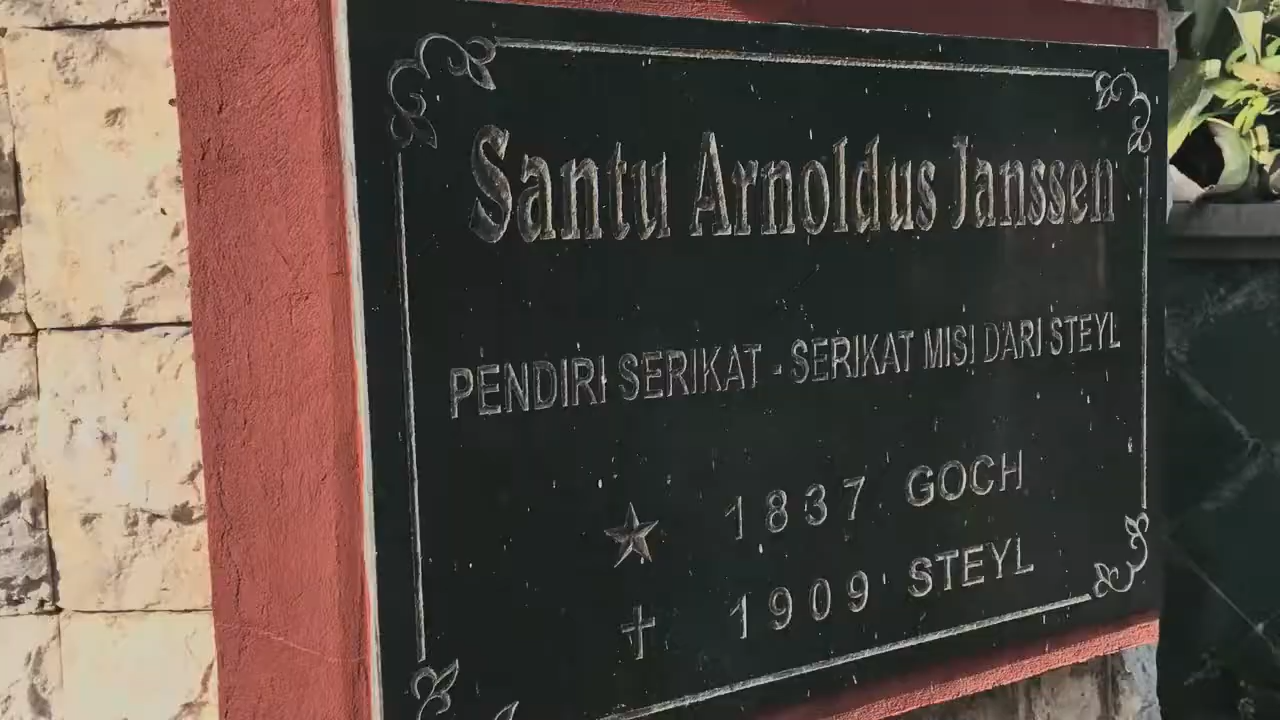 Santu Arnoldus Janssen
PENDIRI SERIKAT - SERIKAT MISI DARI STEYL
1837 GOCH
1909 STEYL